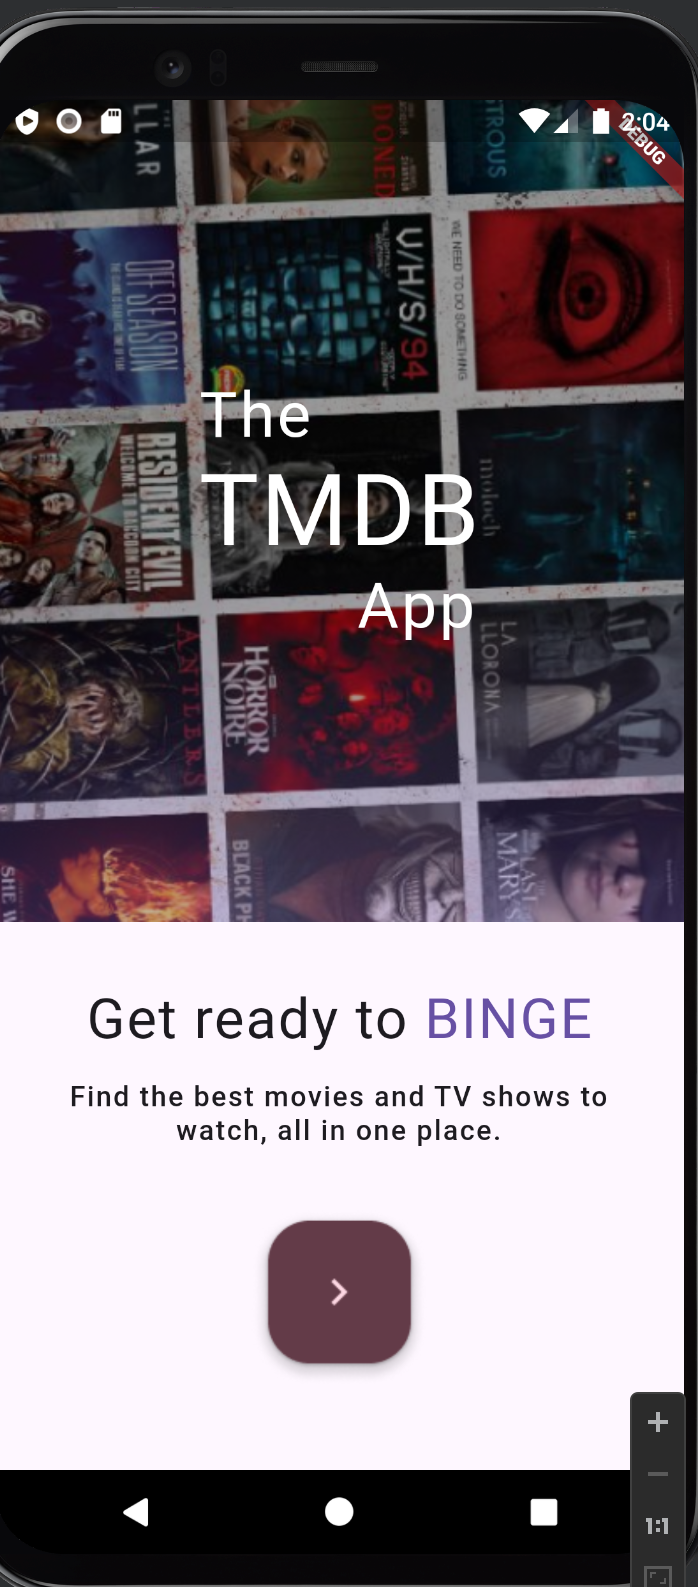 2:04
DEBUG
LLAR
DONED
TROUS
OFF SEASON
V/H/S/94
WE NEED TO DO SOMETHING
The
TMDB
App
RESIDENT EVIL
WELCOME TO RACCOON CITY
moloch
ANTLERS
HORROR
NOIRE
LA
LLORONA
SHE W
BLACK PH
LAST
MARY'S
Get ready to BINGE
Find the best movies and TV shows to
watch, all in one place.
1:1